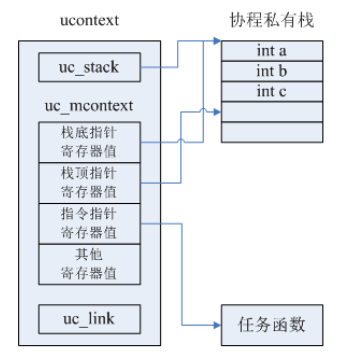 ucontext
协程私有栈
uc_stack
int a
int b
int c
uc_mcontext
栈底指针
寄存器值
栈顶指针
寄存器值
指令指针
寄存器值
其他
寄存器值
uc_link
任务函数